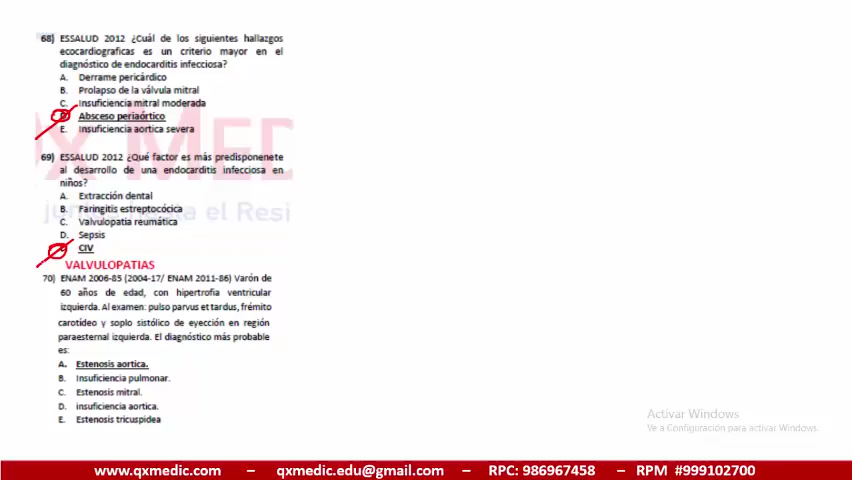 68) ESSALUD 2012 ¿Cuál de los siguientes hallazgos
ecocardiograficas es un criterio mayor en el
diagnóstico de endocarditis infecciosa?
A. Derrame pericárdico
B. Prolapso de la válvula mitral
C. Insuficiencia mitral moderada
Absceso periaórtico
E. Insuficiencia aortica severa
69) ESSALUD 2012 ¿Qué factor es más predisponenete
al desarrollo de una endocarditis infecciosa en
niños?
A. Extracción dental
B. Faringitis estreptocócica
C. Valvulopatia reumática
D. Sepsis
CIV
VALVULOPATIAS
70) ENAM 2006-85 (2004-17/ ENAM 2011-86) Varón de
60 años de edad, con hipertrofia ventricular
izquierda. Al examen: pulso parvus et tardus, frémito
carotídeo y soplo sistólico de eyección en región
paraesternal izquierda. El diagnóstico más probable
es:
A. Estenosis aortica.
B. Insuficiencia pulmonar.
C. Estenosis mitral.
D. insuficiencia aortica.
E. Estenosis tricuspidea
Activar Windows
Ve a Configuración para activar Windows.
www.qxmedic.com – qxmedic.edu@gmail.com – RPC: 986967458 – RPM #999102700